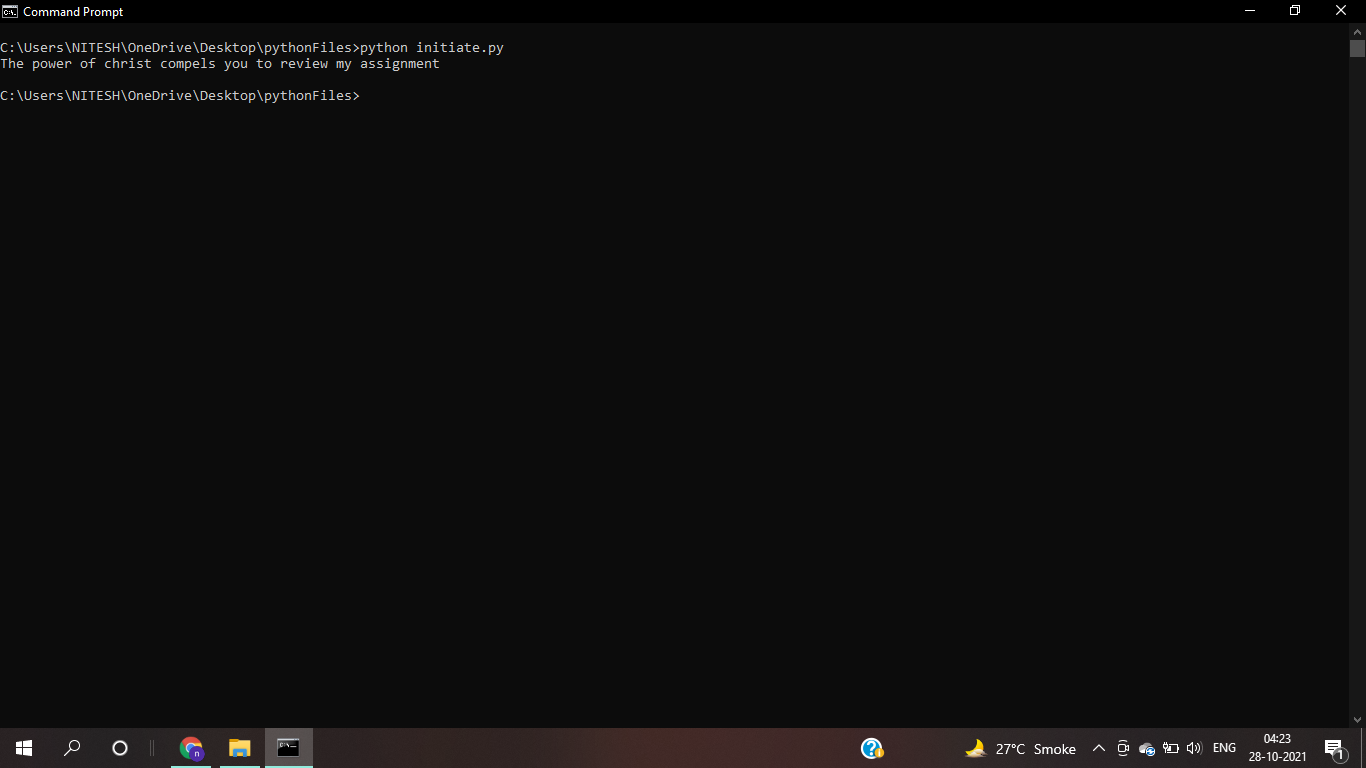 Command Prompt
C:\Users\NITESH\OneDrive\Desktop\pythonFiles>python initiate.py
The power of christ compels you to review my assignment
C:\Users\NITESH\OneDrive\Desktop\pythonFiles>
27°C Smoke
ENG
04:23
28-10-2021
1